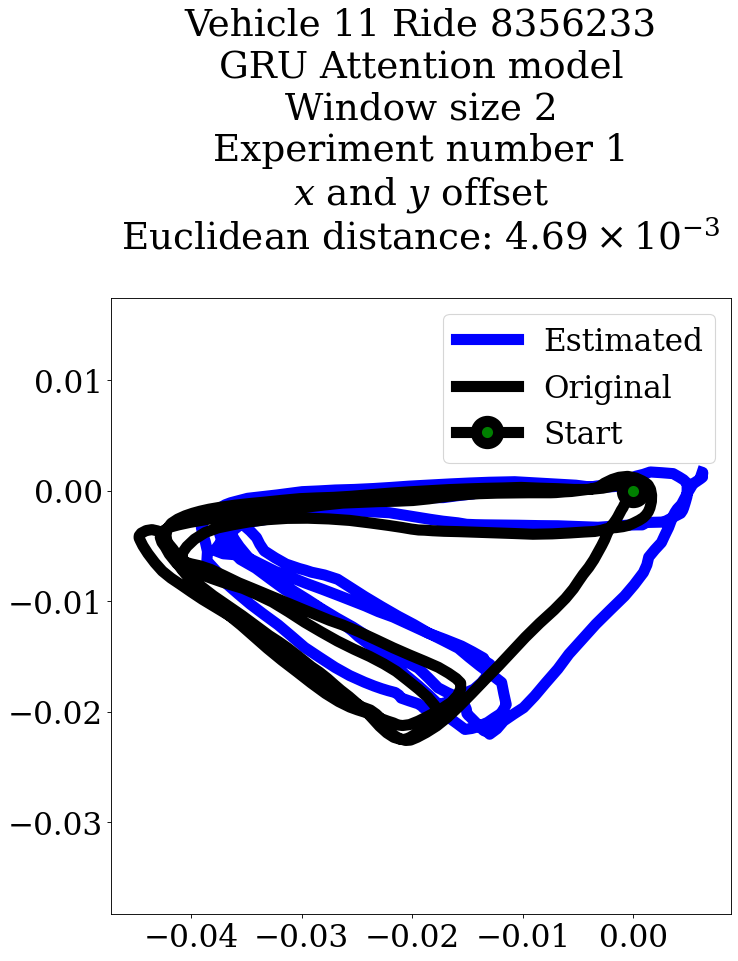 Vehicle 11 Ride 8356233
GRU Attention model
Window size 2
Experiment number 1
x and y offset
Euclidean distance: 4.69 × 10⁻³
Estimated
Original
Start
0.01
0.00
−0.01
−0.02
−0.03
−0.04 −0.03 −0.02 −0.01 0.00